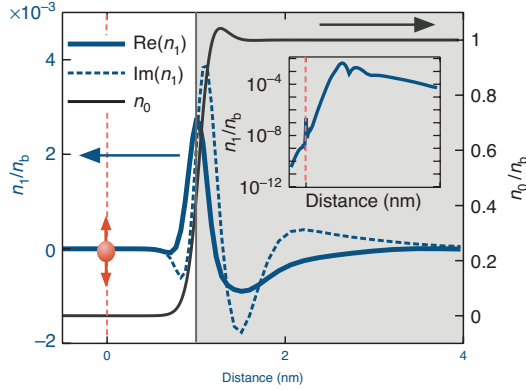 ×10⁻³
Re(n₁)
Im(n₁)
n₀
4
2
0
−2
n₁/n_b
1
0.8
0.6
0.4
0.2
0
n₀/n_b
10⁻⁴
10⁻⁸
10⁻¹²
n₁/n_b
Distance (nm)
0
2
4
Distance (nm)